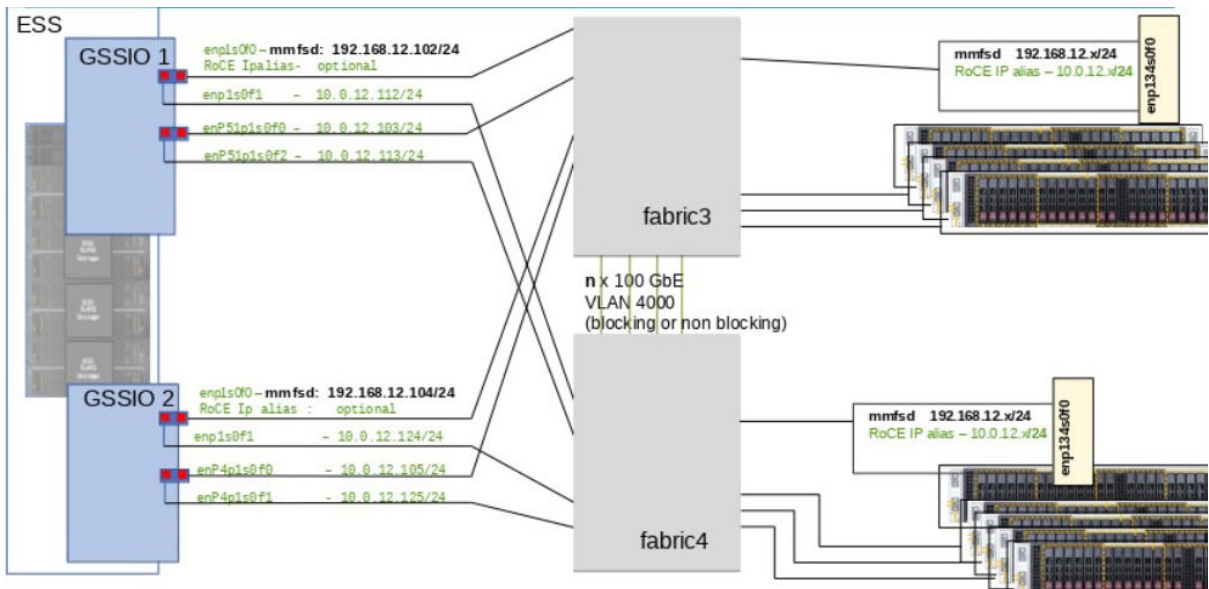 ESS
GSSIO 1
enp1s0f0 – mmfsd: 192.168.12.102/24
RoCE Ipalias- optional
enp1s0f1 - 10.0.12.112/24
enP51p1s0f0 – 10.0.12.103/24
enP51p1s0f2 – 10.0.12.113/24
fabric3
mmfsd 192.168.12.x/24
RoCE IP alias – 10.0.12.x/24
enp134s0f0
n x 100 GbE
VLAN 4000
(blocking or non blocking)
GSSIO 2
enp1s0f0 – mmfsd: 192.168.12.104/24
RoCE Ip alias : optional
enp1s0f1 – 10.0.12.124/24
enP4p1s0f0 – 10.0.12.105/24
enP4p1s0f1 – 10.0.12.125/24
fabric4
mmfsd 192.168.12.x/24
RoCE IP alias – 10.0.12.x/24
enp134s0f0